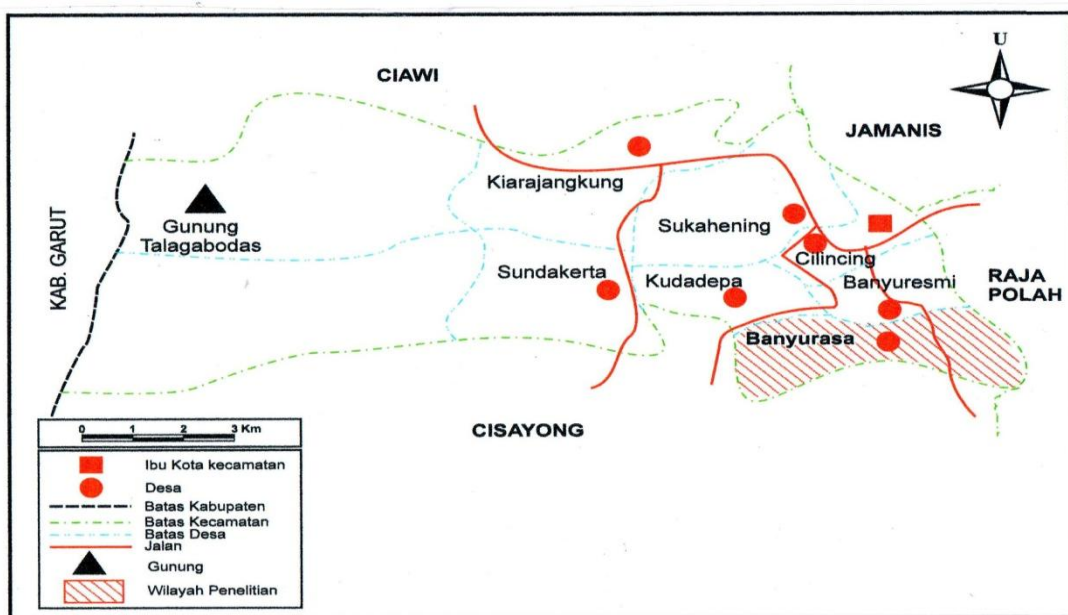 U
CIAWI
JAMANIS
Kiarajangkung
Gunung
Talagabodas
Sukahening
Cilincing
KAB. GARUT
Sundakerta
Kudadepa
Banyuresmi
RAJA
POLAH
Banyurasa
CISAYONG
0 1 2 3 Km
Ibu Kota kecamatan
Desa
Batas Kabupaten
Batas Kecamatan
Batas Desa
Jalan
Gunung
Wilayah Penelitian